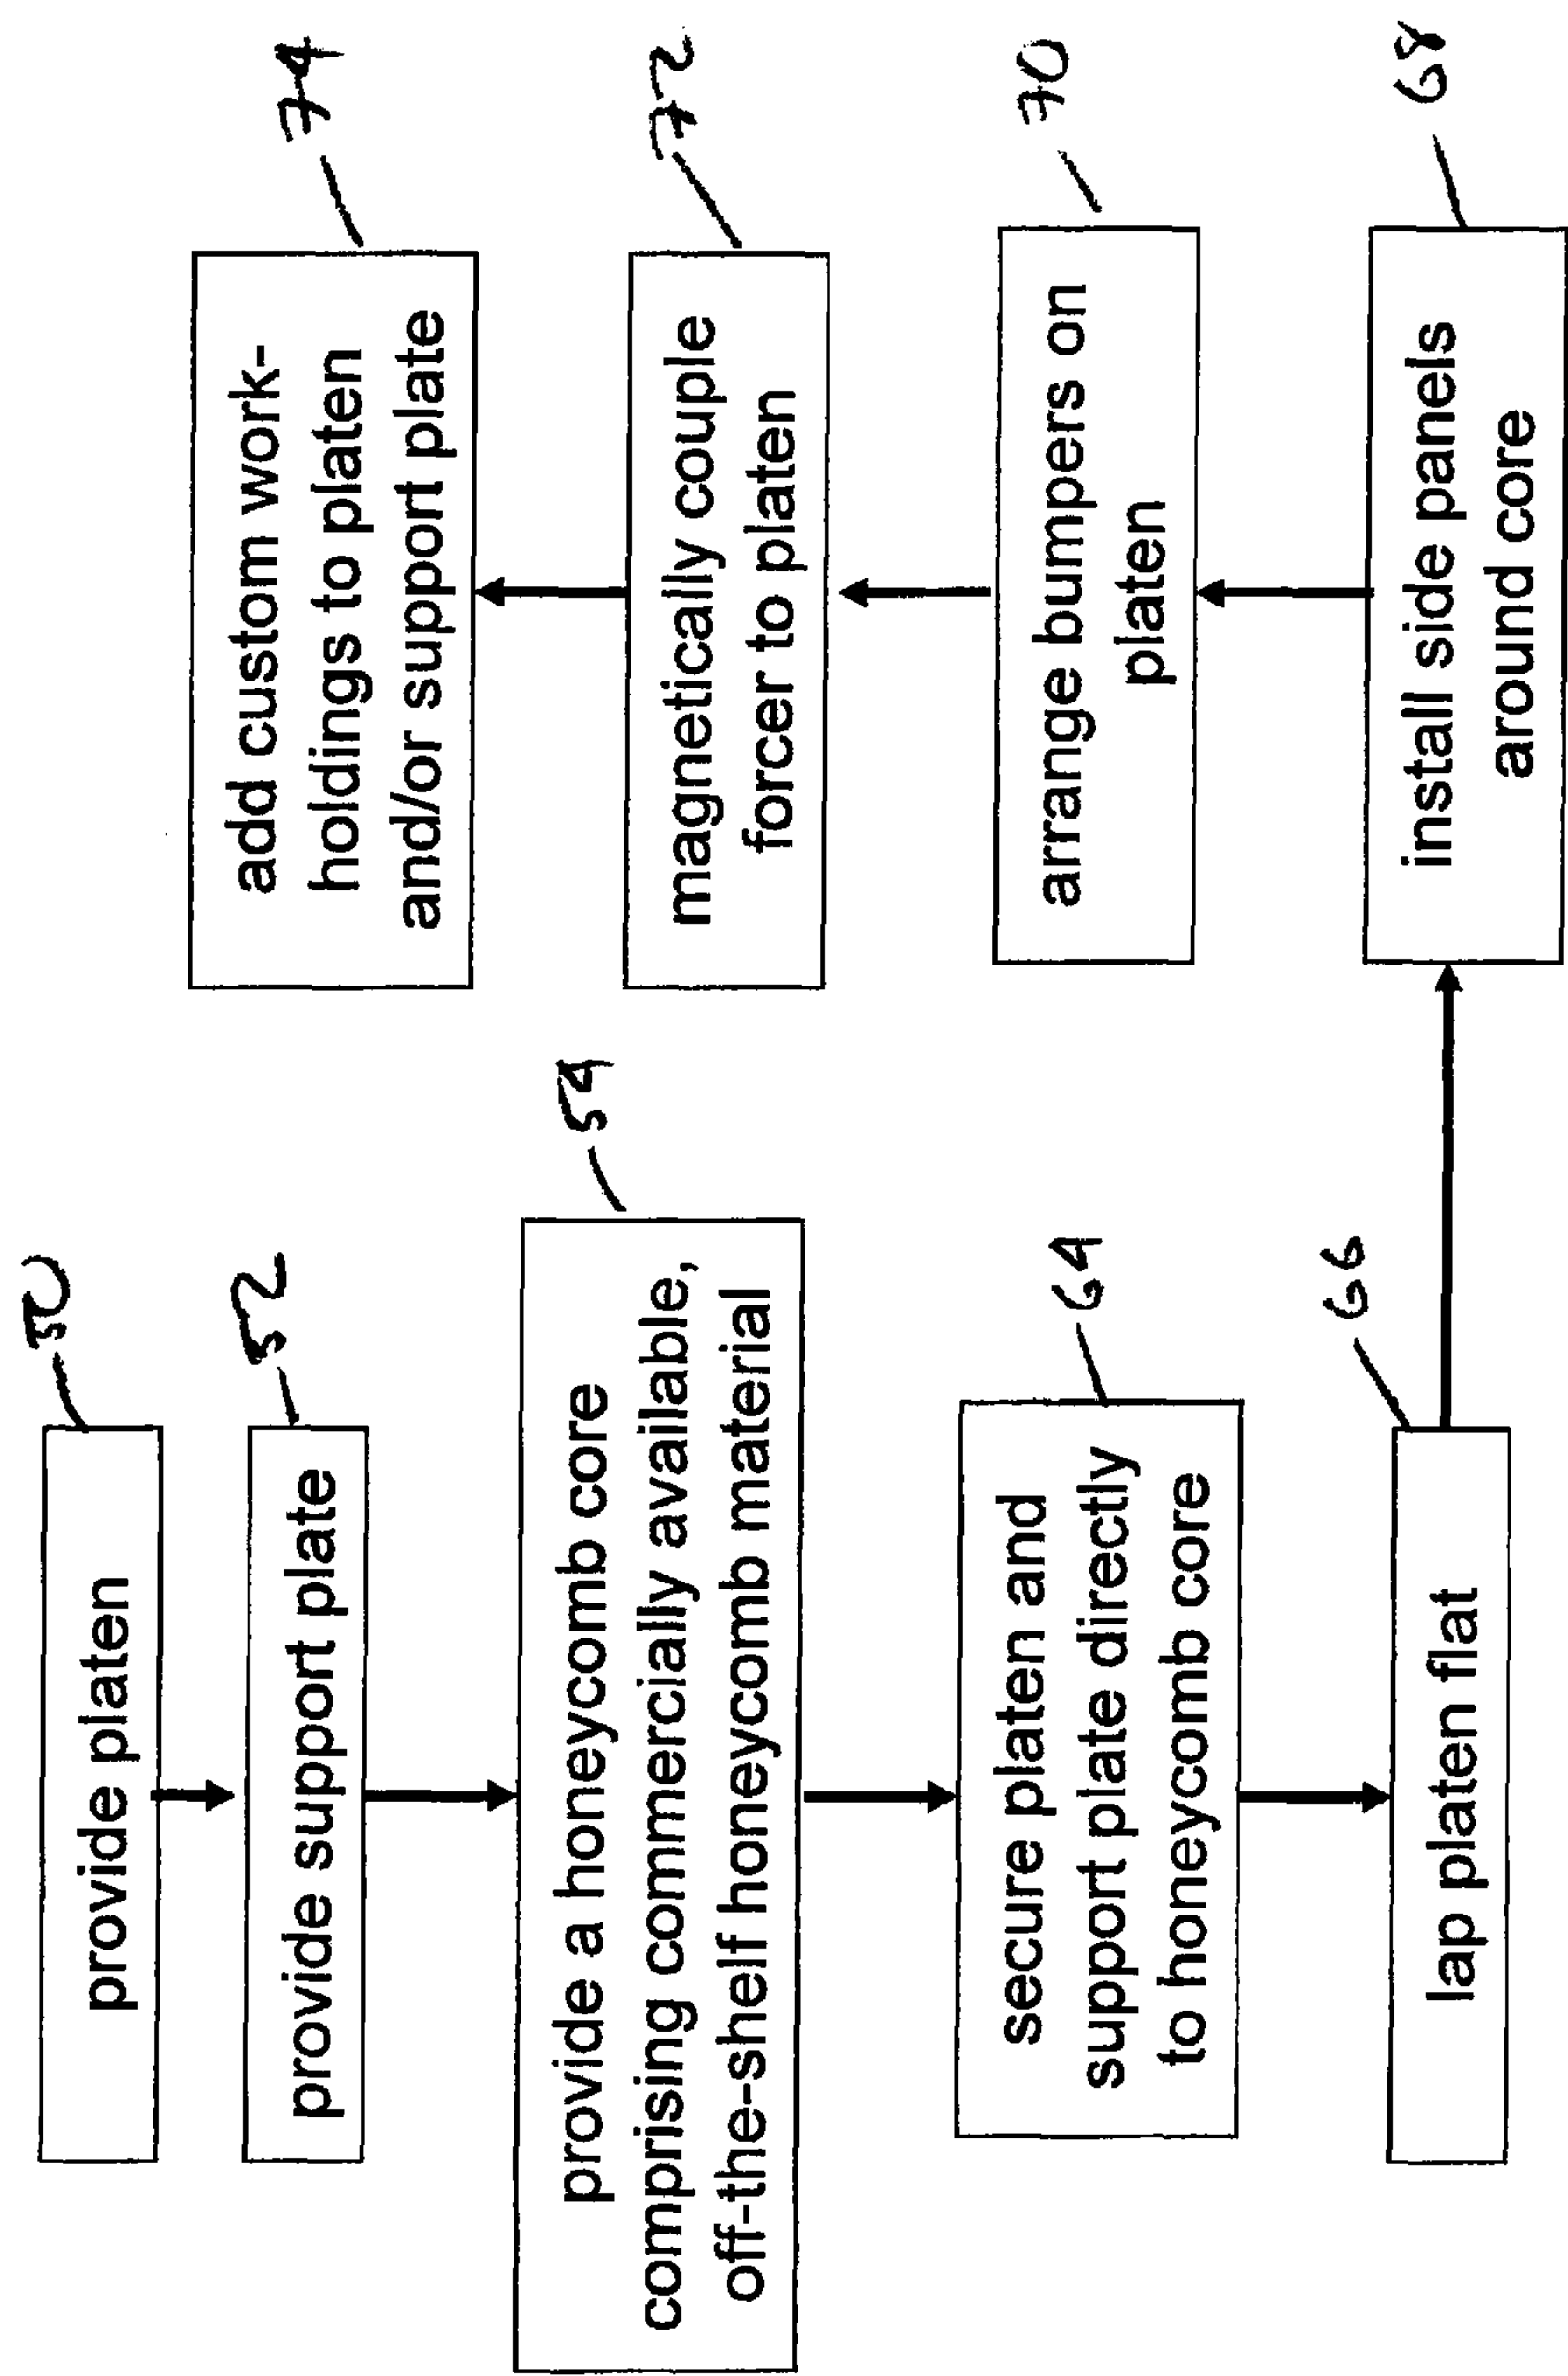 50
provide platen
52
provide support plate
54
provide a honeycomb core
comprising commercially available,
off-the-shelf honeycomb material
64
secure platen and
support plate directly
to honeycomb core
66
lap platen flat
68
install side panels
around core
70
arrange bumpers on
platen
72
magnetically couple
forcer to platen
74
add custom work-
holdings to platen
and/or support plate